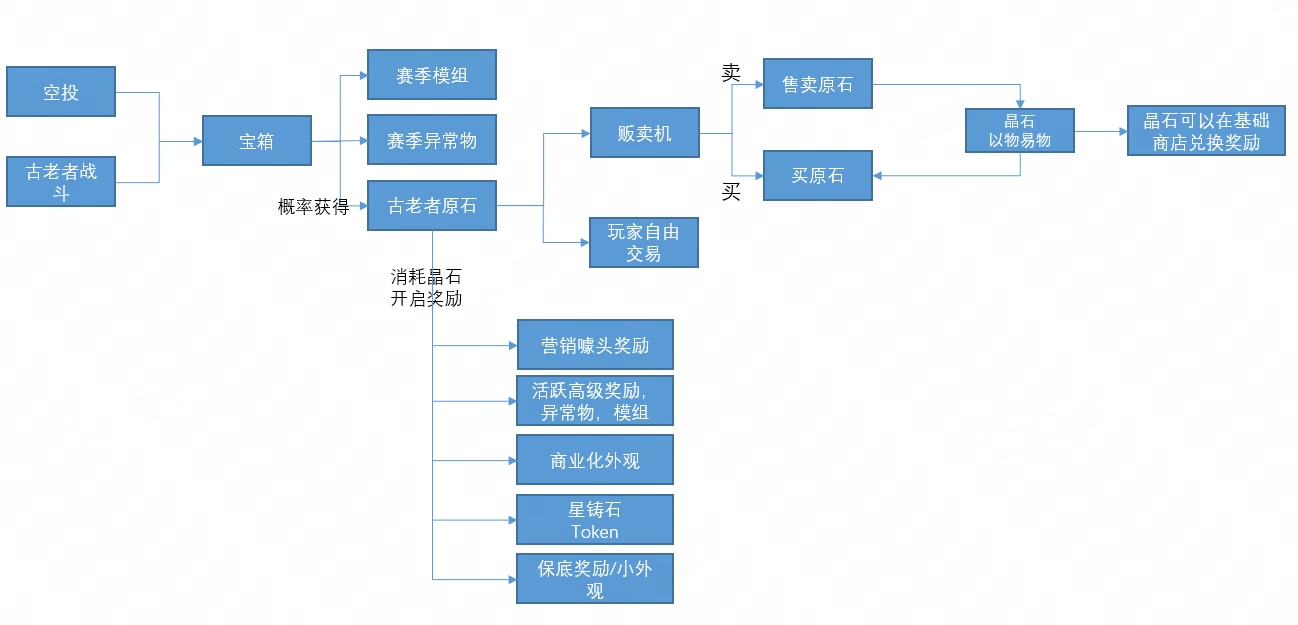 空投
古老者战
斗
宝箱
概率获得
赛季模组
赛季异常物
古老者原石
贩卖机
玩家自由
交易
卖
买
售卖原石
买原石
晶石
以物易物
晶石可以在基础
商店兑换奖励
消耗晶石
开启奖励
营销噱头奖励
活跃高级奖励,
异常物, 模组
商业化外观
星铸石
Token
保底奖励/小外
观